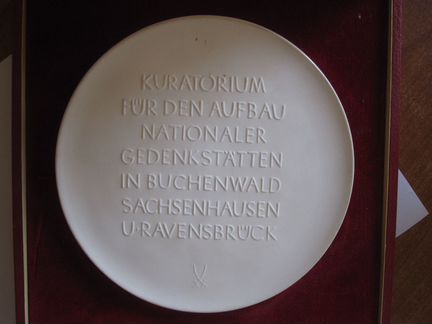 KURATORIUM
FÜR DEN AUFBAU
NATIONALER
GEDENKSTÄTTEN
IN BUCHENWALD
SACHSENHAUSEN
U·RAVENSBRÜCK